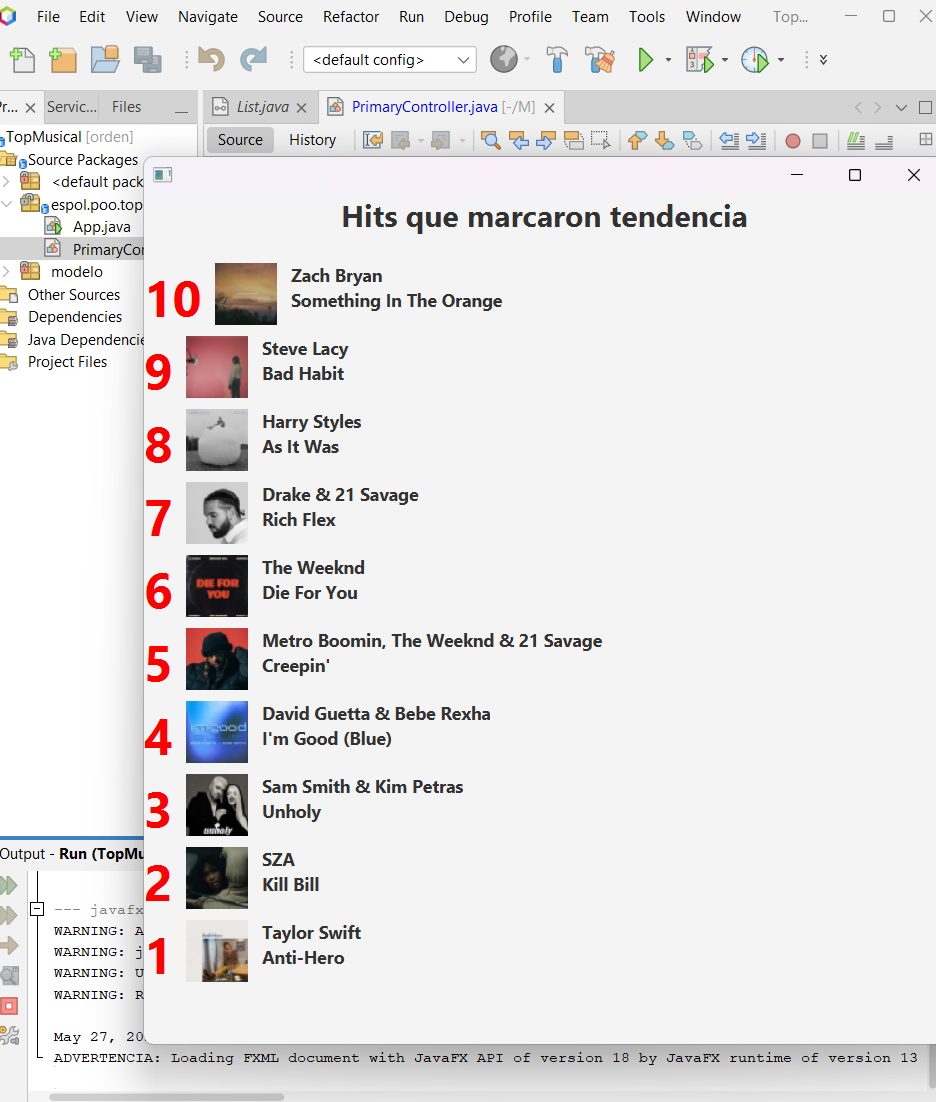 File Edit View Navigate Source Refactor Run Debug Profile Team Tools Window Top...
<default config>
Servic... Files
List.java PrimaryController.java [-/M]
TopMusical [orden]
Source History
Source Packages
<default pack
espol.poo.top
App.java
PrimaryCor
modelo
Other Sources
Dependencies
Java Dependencie
Project Files
Hits que marcaron tendencia
10
Zach Bryan
Something In The Orange
9
Steve Lacy
Bad Habit
8
Harry Styles
As It Was
7
Drake & 21 Savage
Rich Flex
6
DIE FOR
YOU
The Weeknd
Die For You
5
Metro Boomin, The Weeknd & 21 Savage
Creepin'
4
i'm good
David Guetta & Bebe Rexha
I'm Good (Blue)
3
unholy
Sam Smith & Kim Petras
Unholy
2
SZA
Kill Bill
1
Taylor Swift
Anti-Hero
Output - Run (TopMu
--- javafx
WARNING: A
WARNING: j
WARNING: U
WARNING: R
May 27, 20
ADVERTENCIA: Loading FXML document with JavaFX API of version 18 by JavaFX runtime of version 13